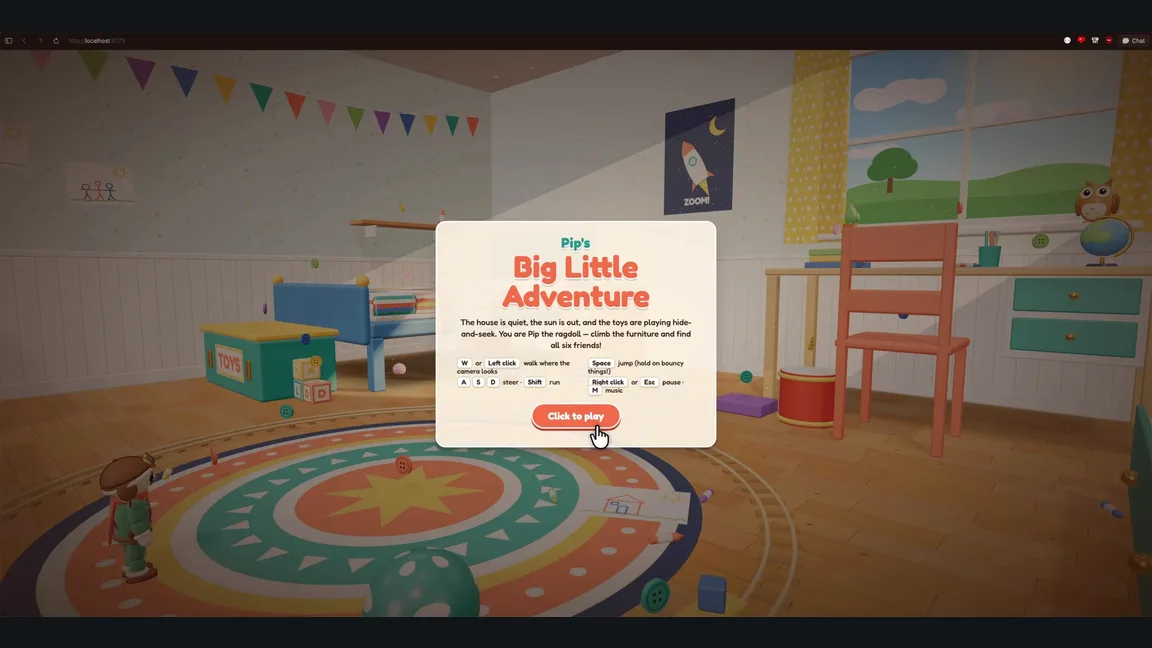 http://localhost:5173
Chat
ZOOM!
TOYS
Pip's
Big Little
Adventure
The house is quiet, the sun is out, and the toys are playing hide-
and-seek. You are Pip the ragdoll — climb the furniture and find
all six friends!
W or Left click walk where the
camera looks
A S D steer · Shift run
Space jump (hold on bouncy
things!)
Right click or Esc pause ·
M music
Click to play
D